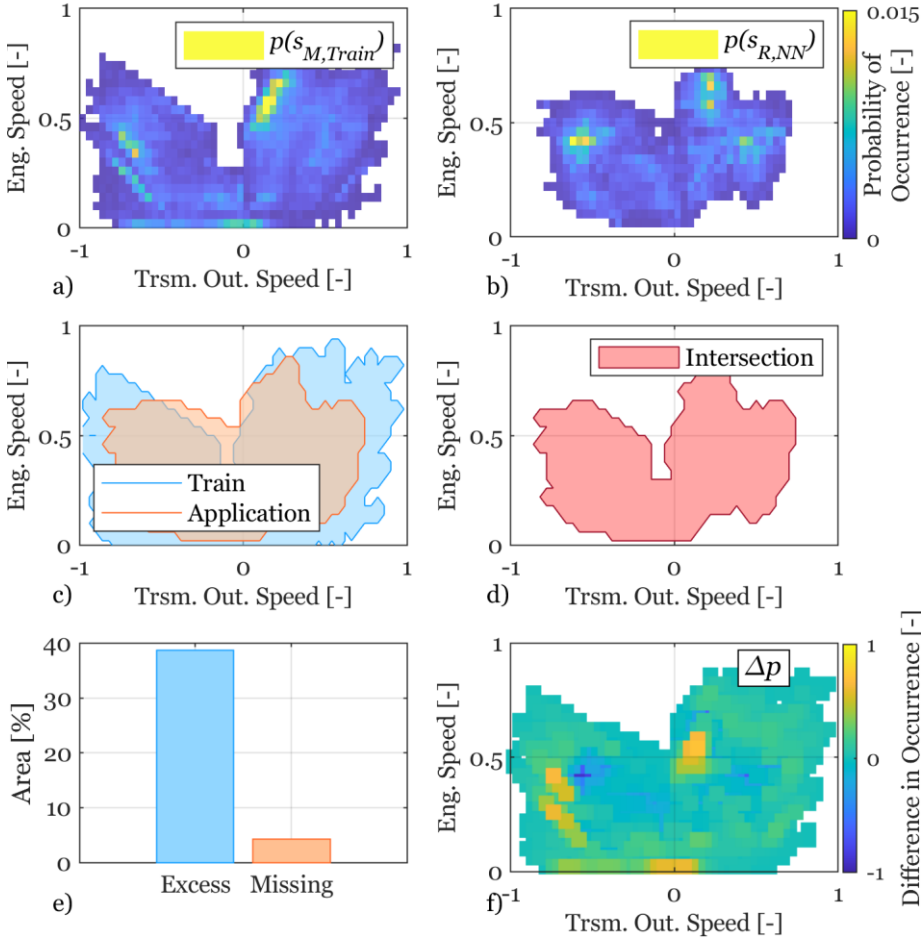 1
p(s_M,Train)
Eng. Speed [-]
0.5
0
-1
0
1
Trsm. Out. Speed [-]
a)
1
p(s_R,NN)
Eng. Speed [-]
0.5
0
-1
0
1
Trsm. Out. Speed [-]
b)
0.015
0
Probability of
Occurrence [-]
1
Eng. Speed [-]
0.5
0
Train
Application
-1
0
1
Trsm. Out. Speed [-]
c)
1
Intersection
Eng. Speed [-]
0.5
0
-1
0
1
Trsm. Out. Speed [-]
d)
40
30
20
10
0
Area [%]
Excess
Missing
e)
1
Δp
Eng. Speed [-]
0.5
0
-1
0
1
Trsm. Out. Speed [-]
f)
1
0
-1
Difference in Occurrence [-]